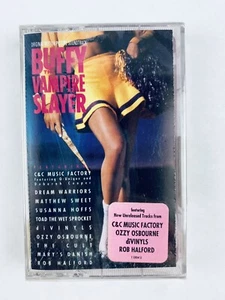 ORIGINAL MOTION PICTURE SOUNDTRACK
BUFFY
THE
VAMPIRE
SLAYER
FEATURING
C&C MUSIC FACTORY
Featuring Q-Unique and
Deborah Cooper
DREAM WARRIORS
MATTHEW SWEET
SUSANNA HOFFS
TOAD THE WET SPROCKET
DIVINYLS
OZZY OSBOURNE
THE CULT
MARY'S DANISH
ROB HALFORD
featuring
New Unreleased Tracks from
C&C MUSIC FACTORY
OZZY OSBOURNE
diVINYLS
ROB HALFORD